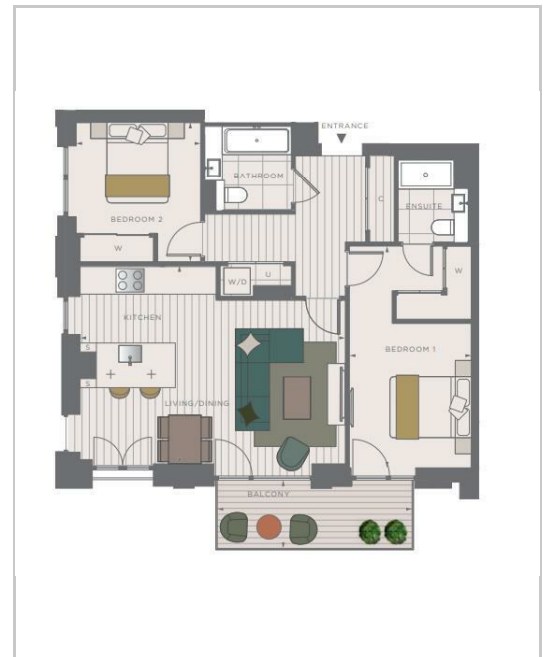 ENTRANCE
BATHROOM
C
ENSUITE
BEDROOM 2
W
W/D
U
W
KITCHEN
S
S
BEDROOM 1
LIVING/DINING
BALCONY